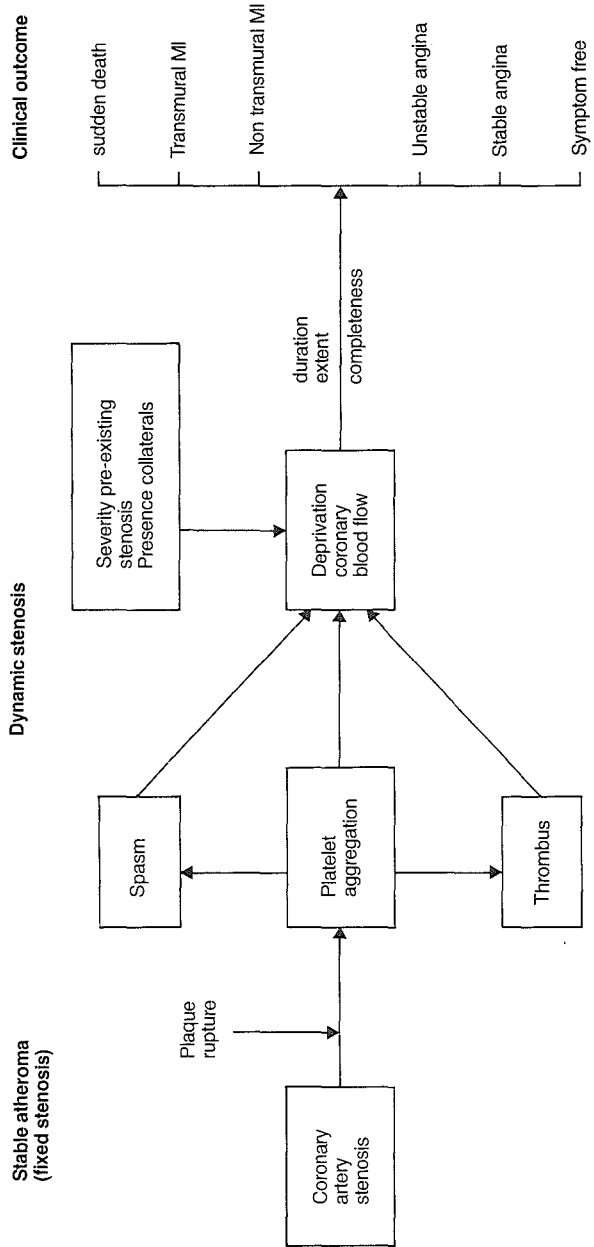 Stable atheroma
(fixed stenosis)
Dynamic stenosis
Clinical outcome
Coronary
artery
stenosis
Plaque
rupture
Spasm
Platelet
aggregation
Thrombus
Severity pre-existing
stenosis
Presence collaterals
Deprivation
coronary
blood flow
duration
extent
completeness
sudden death
Transmural MI
Non transmural MI
Unstable angina
Stable angina
Symptom free